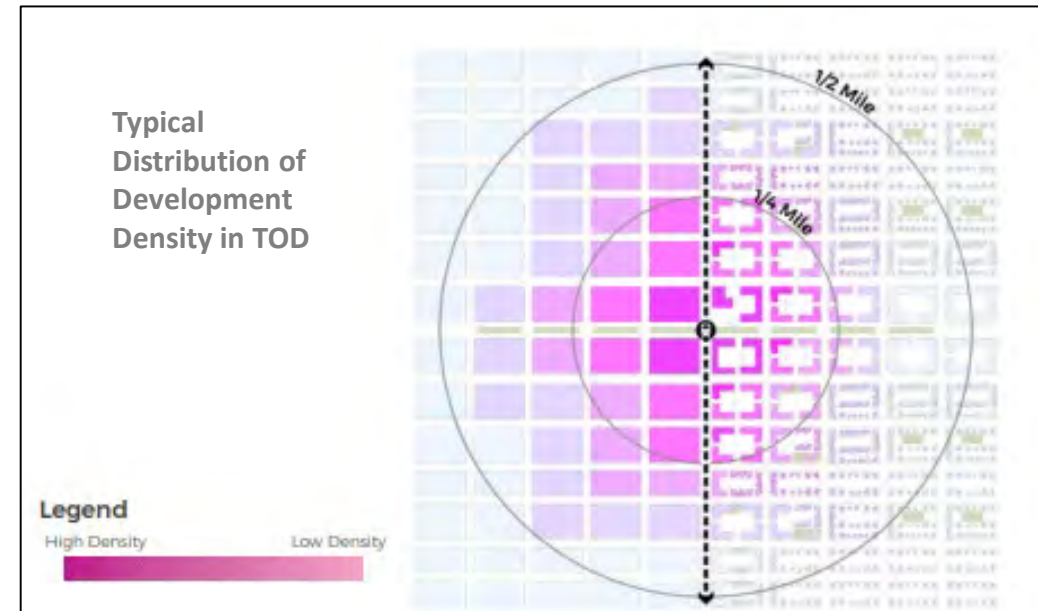 Typical
Distribution of
Development
Density in TOD
1/2 Mile
1/4 Mile
Legend
High Density Low Density